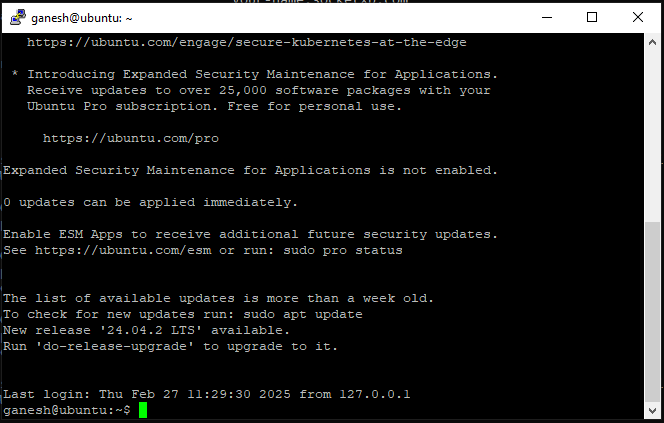 ganesh@ubuntu: ~
https://ubuntu.com/engage/secure-kubernetes-at-the-edge
* Introducing Expanded Security Maintenance for Applications.
Receive updates to over 25,000 software packages with your
Ubuntu Pro subscription. Free for personal use.
https://ubuntu.com/pro
Expanded Security Maintenance for Applications is not enabled.
0 updates can be applied immediately.
Enable ESM Apps to receive additional future security updates.
See https://ubuntu.com/esm or run: sudo pro status
The list of available updates is more than a week old.
To check for new updates run: sudo apt update
New release '24.04.2 LTS' available.
Run 'do-release-upgrade' to upgrade to it.
Last login: Thu Feb 27 11:29:30 2025 from 127.0.0.1
ganesh@ubuntu:~$